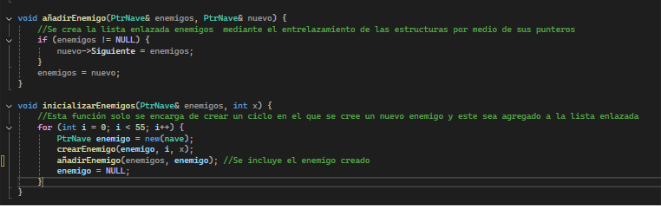 void añadirEnemigo(PtrNave& enemigos, PtrNave& nuevo) {
//Se crea la lista enlazada enemigos  mediante el entrelazamiento de las estructuras por medio de sus punteros
if (enemigos != NULL) {
nuevo->Siguiente = enemigos;
}
enemigos = nuevo;
}
void inicializarEnemigos(PtrNave& enemigos, int x) {
//Esta función solo se encarga de crear un ciclo en el que se cree un nuevo enemigo y este sea agregado a la lista enlazada
for (int i = 0; i < 55; i++) {
PtrNave enemigo = new(nave);
crearEnemigo(enemigo, i, x);
añadirEnemigo(enemigos, enemigo); //Se incluye el enemigo creado
enemigo = NULL;
}
}